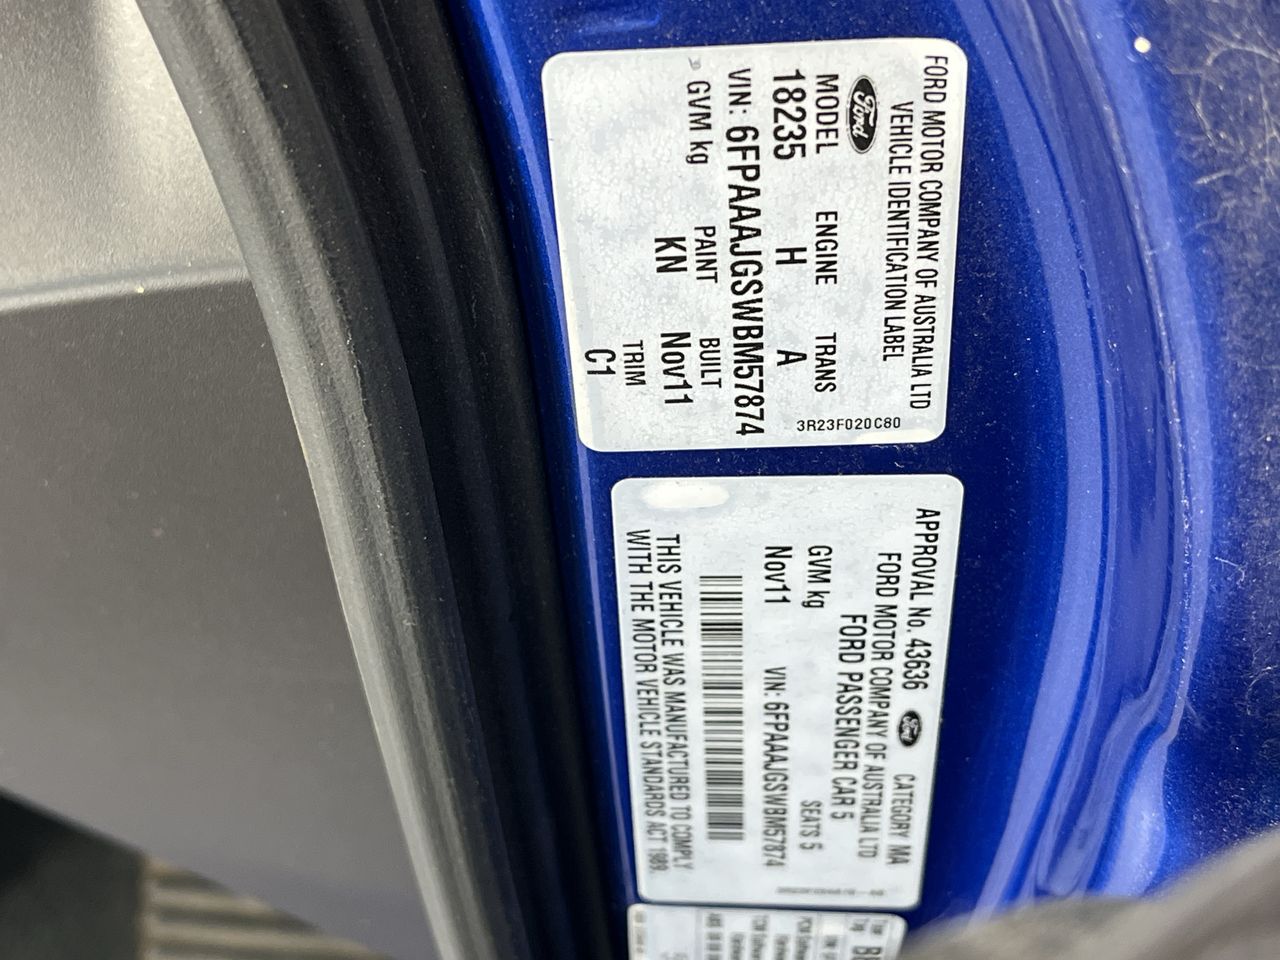 FORD MOTOR COMPANY OF AUSTRALIA LTD
VEHICLE IDENTIFICATION LABEL
Ford
3R23F020C80
MODEL ENGINE TRANS
18235 H A
VIN: 6FPAAAJGSWBM57874
GVM kg PAINT BUILT
KN Nov11
TRIM
C1
APPROVAL No. 43636 Ford CATEGORY MA
FORD MOTOR COMPANY OF AUSTRALIA LTD
FORD PASSENGER CAR 5
GVM kg SEATS 5
Nov11 VIN: 6FPAAAJGSWBM57874
THIS VEHICLE WAS MANUFACTURED TO COMPLY
WITH THE MOTOR VEHICLE STANDARDS ACT 1989.